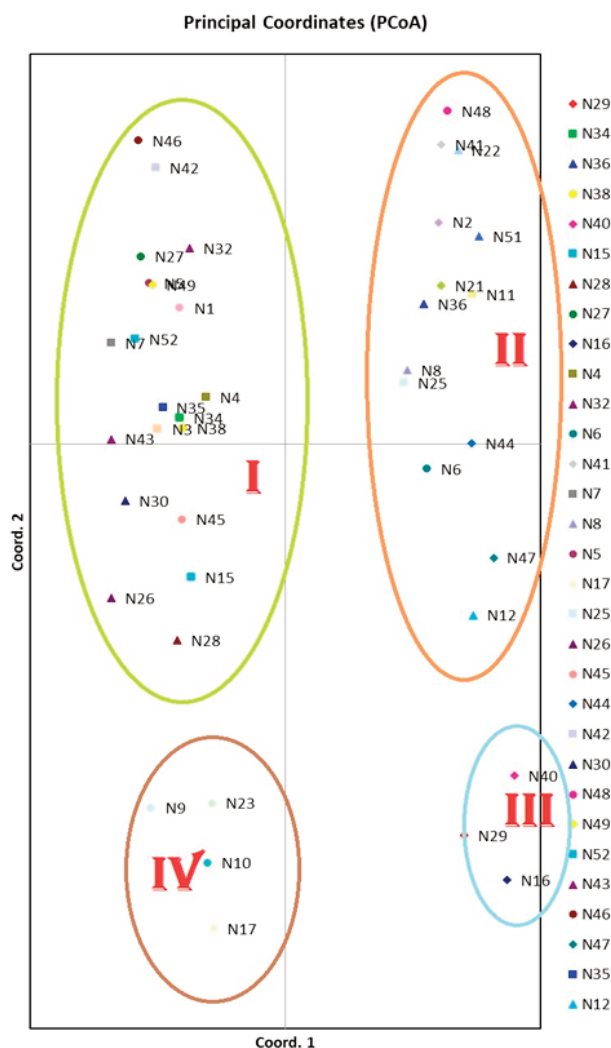 Principal Coordinates (PCoA)
N46
N42
N32
N27
N5
N49
N1
N7
N52
N4
N35
N34
N3
N38
N43
I
N30
N45
N15
N26
N28
N48
N41
N22
N2
N51
N21
N11
N36
II
N8
N25
N44
N6
N47
N12
N9
N23
IV
N10
N17
N40
III
N29
N16
Coord. 2
Coord. 1
N29
N34
N36
N38
N40
N15
N28
N27
N16
N4
N32
N6
N41
N7
N8
N5
N17
N25
N26
N45
N44
N42
N30
N48
N49
N52
N43
N46
N47
N35
N12